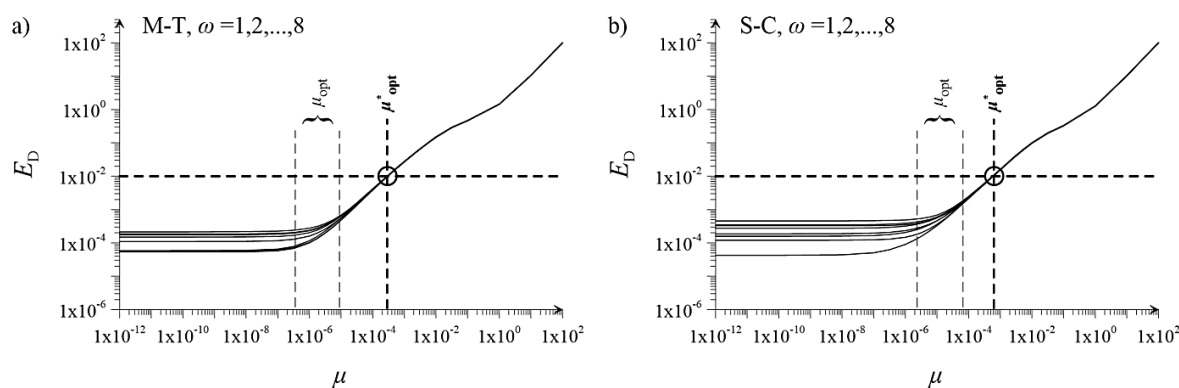 a) M-T, ω =1,2,...,8
E_D
1x10^2
1x10^0
1x10^-2
1x10^-4
1x10^-6
} μ_opt
μ*_opt
1x10^-12 1x10^-10 1x10^-8 1x10^-6 1x10^-4 1x10^-2 1x10^0 1x10^2
μ
b) S-C, ω =1,2,...,8
E_D
1x10^2
1x10^0
1x10^-2
1x10^-4
1x10^-6
} μ_opt
μ*_opt
1x10^-12 1x10^-10 1x10^-8 1x10^-6 1x10^-4 1x10^-2 1x10^0 1x10^2
μ